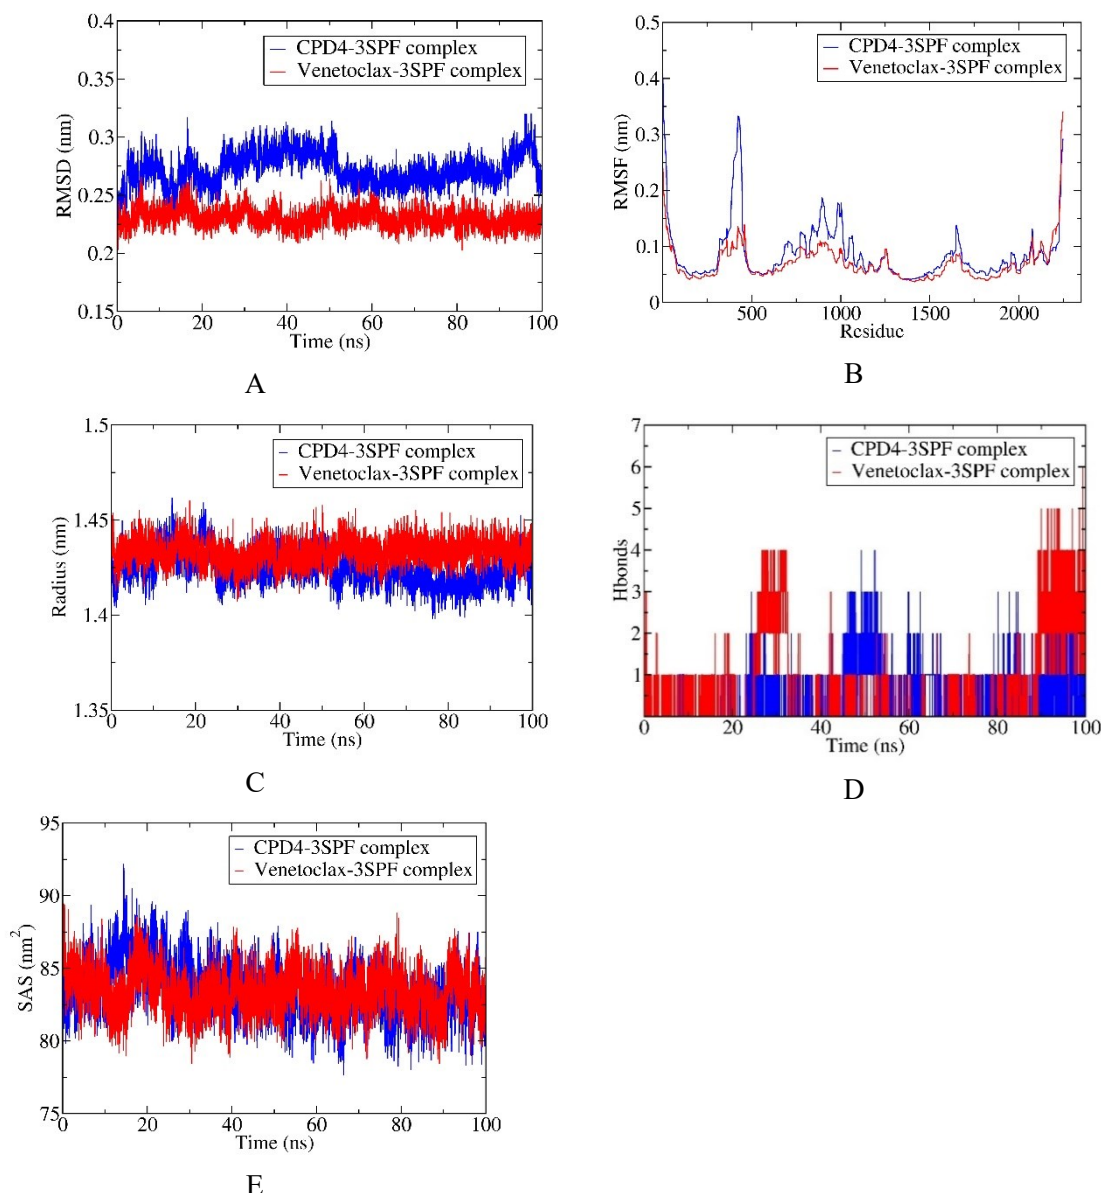 0.4
0.35
0.3
0.25
0.2
0.15
RMSD (nm)
CPD4-3SPF complex
Venetoclax-3SPF complex
0 20 40 60 80 100
Time (ns)
A
0.5
0.4
0.3
0.2
0.1
0
RMSF (nm)
CPD4-3SPF complex
Venetoclax-3SPF complex
500 1000 1500 2000
Residue
B
1.5
1.45
1.4
1.35
Radius (nm)
CPD4-3SPF complex
Venetoclax-3SPF complex
0 20 40 60 80 100
Time (ns)
C
7
6
5
4
3
2
1
Hbonds
CPD4-3SPF complex
Venetoclax-3SPF complex
0 20 40 60 80 100
Time (ns)
D
95
90
85
80
75
SAS (nm²)
CPD4-3SPF complex
Venetoclax-3SPF complex
0 20 40 60 80 100
Time (ns)
E